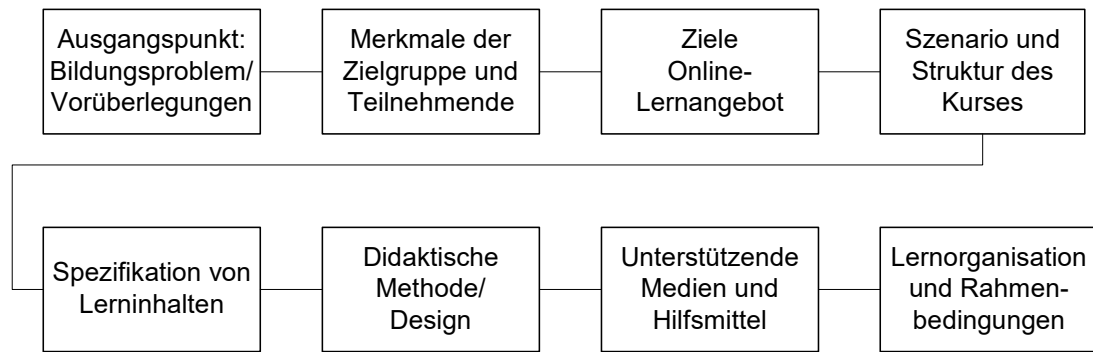 Ausgangspunkt:
Bildungsproblem/
Vorüberlegungen
Merkmale der
Zielgruppe und
Teilnehmende
Ziele
Online-
Lernangebot
Szenario und
Struktur des
Kurses
Spezifikation von
Lerninhalten
Didaktische
Methode/
Design
Unterstützende
Medien und
Hilfsmittel
Lernorganisation
und Rahmen-
bedingungen